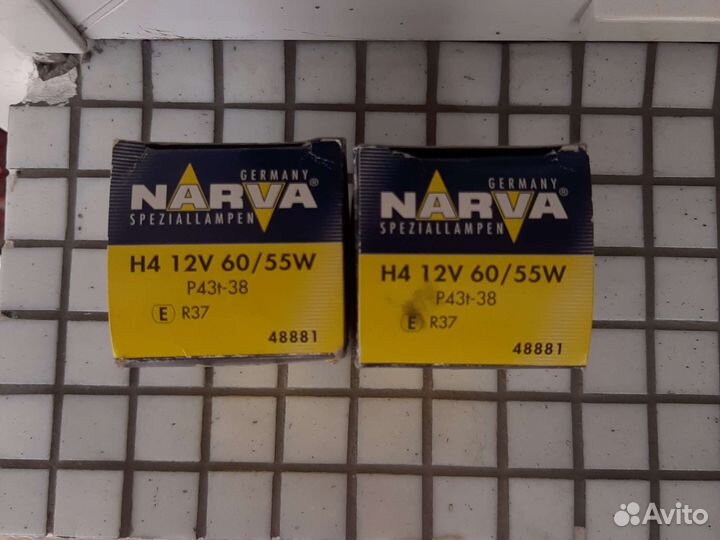 GERMANY
NARVA®
SPEZIALLAMPEN
H4 12V 60/55W
P43t-38
E R37
48881
GERMANY
NARVA®
SPEZIALLAMPEN
H4 12V 60/55W
P43t-38
E R37
48881
Avito